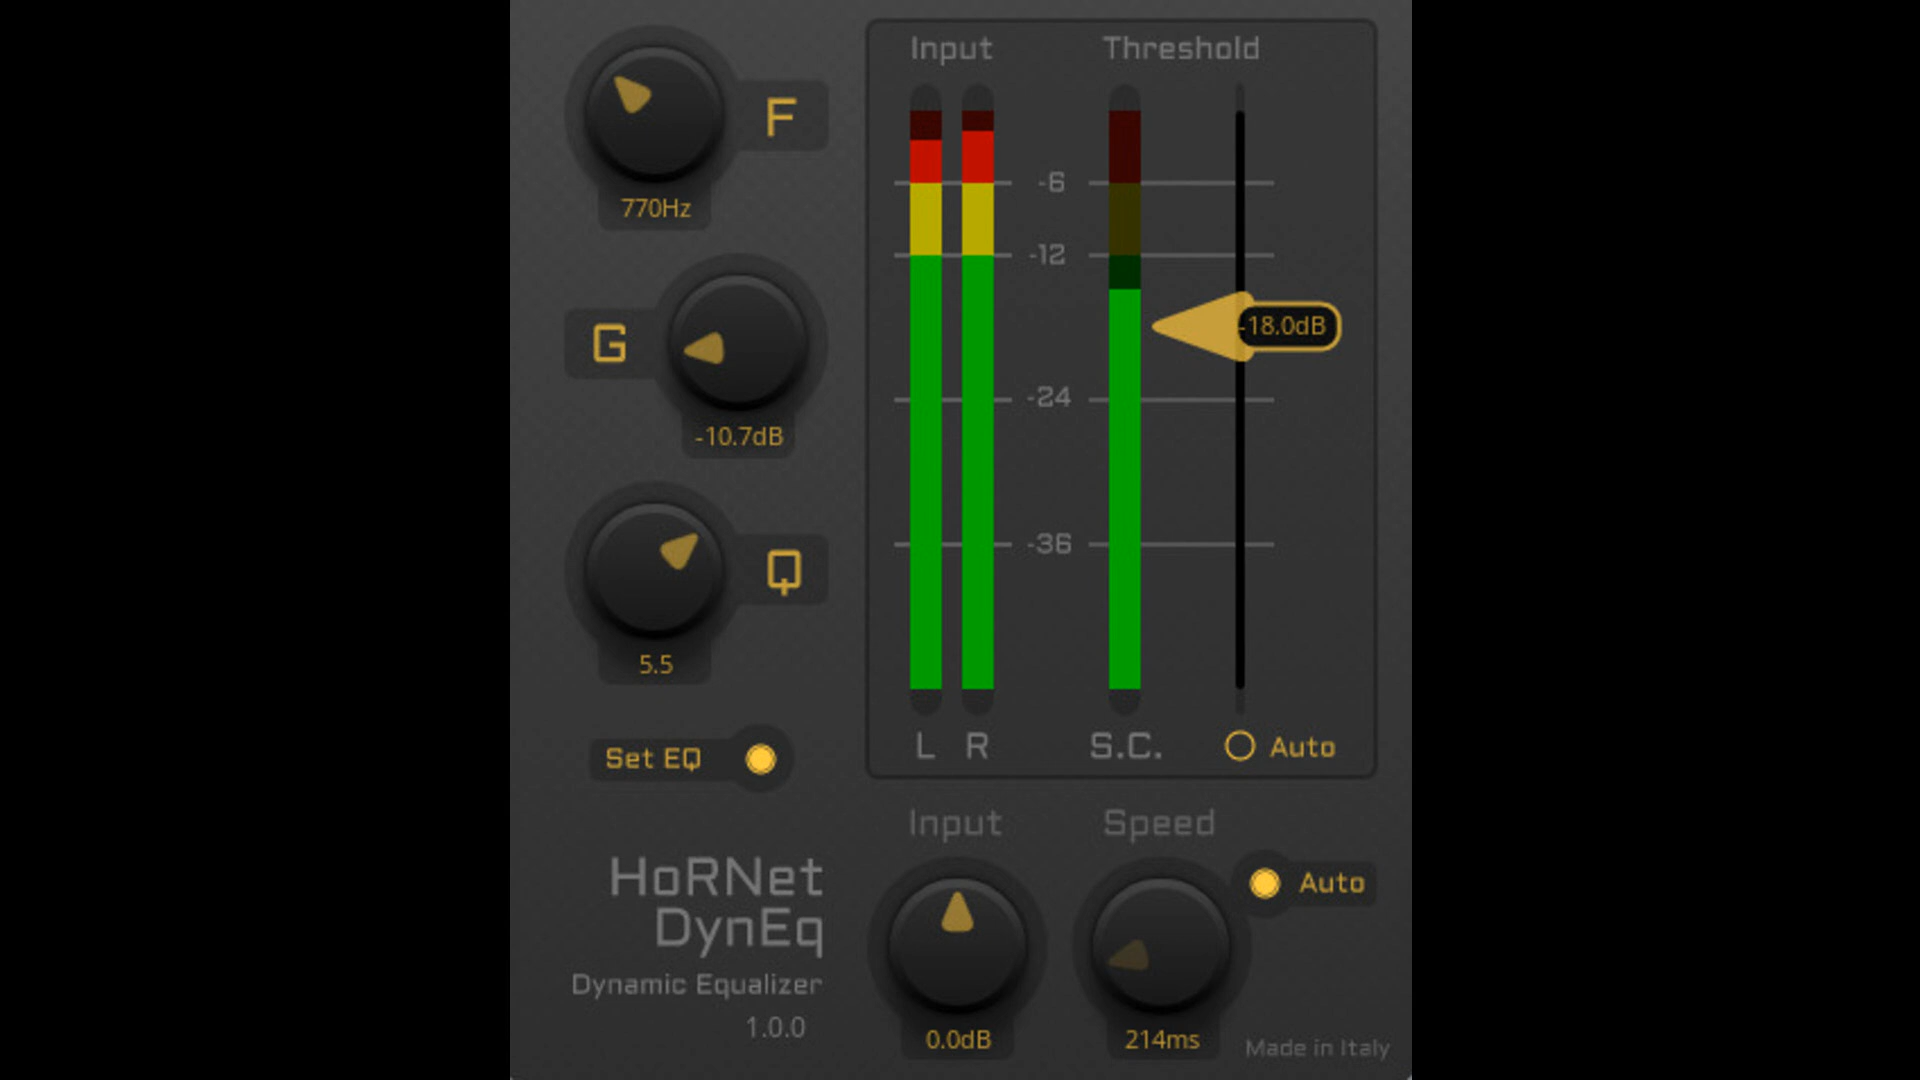 F
770Hz
G
-10.7dB
Q
5.5
Set EQ
Input
Threshold
-6
-12
-18.0dB
-24
-36
L R S.C.
Auto
HoRNet
DynEq
Dynamic Equalizer
1.0.0
Input
0.0dB
Speed
Auto
214ms
Made in Italy